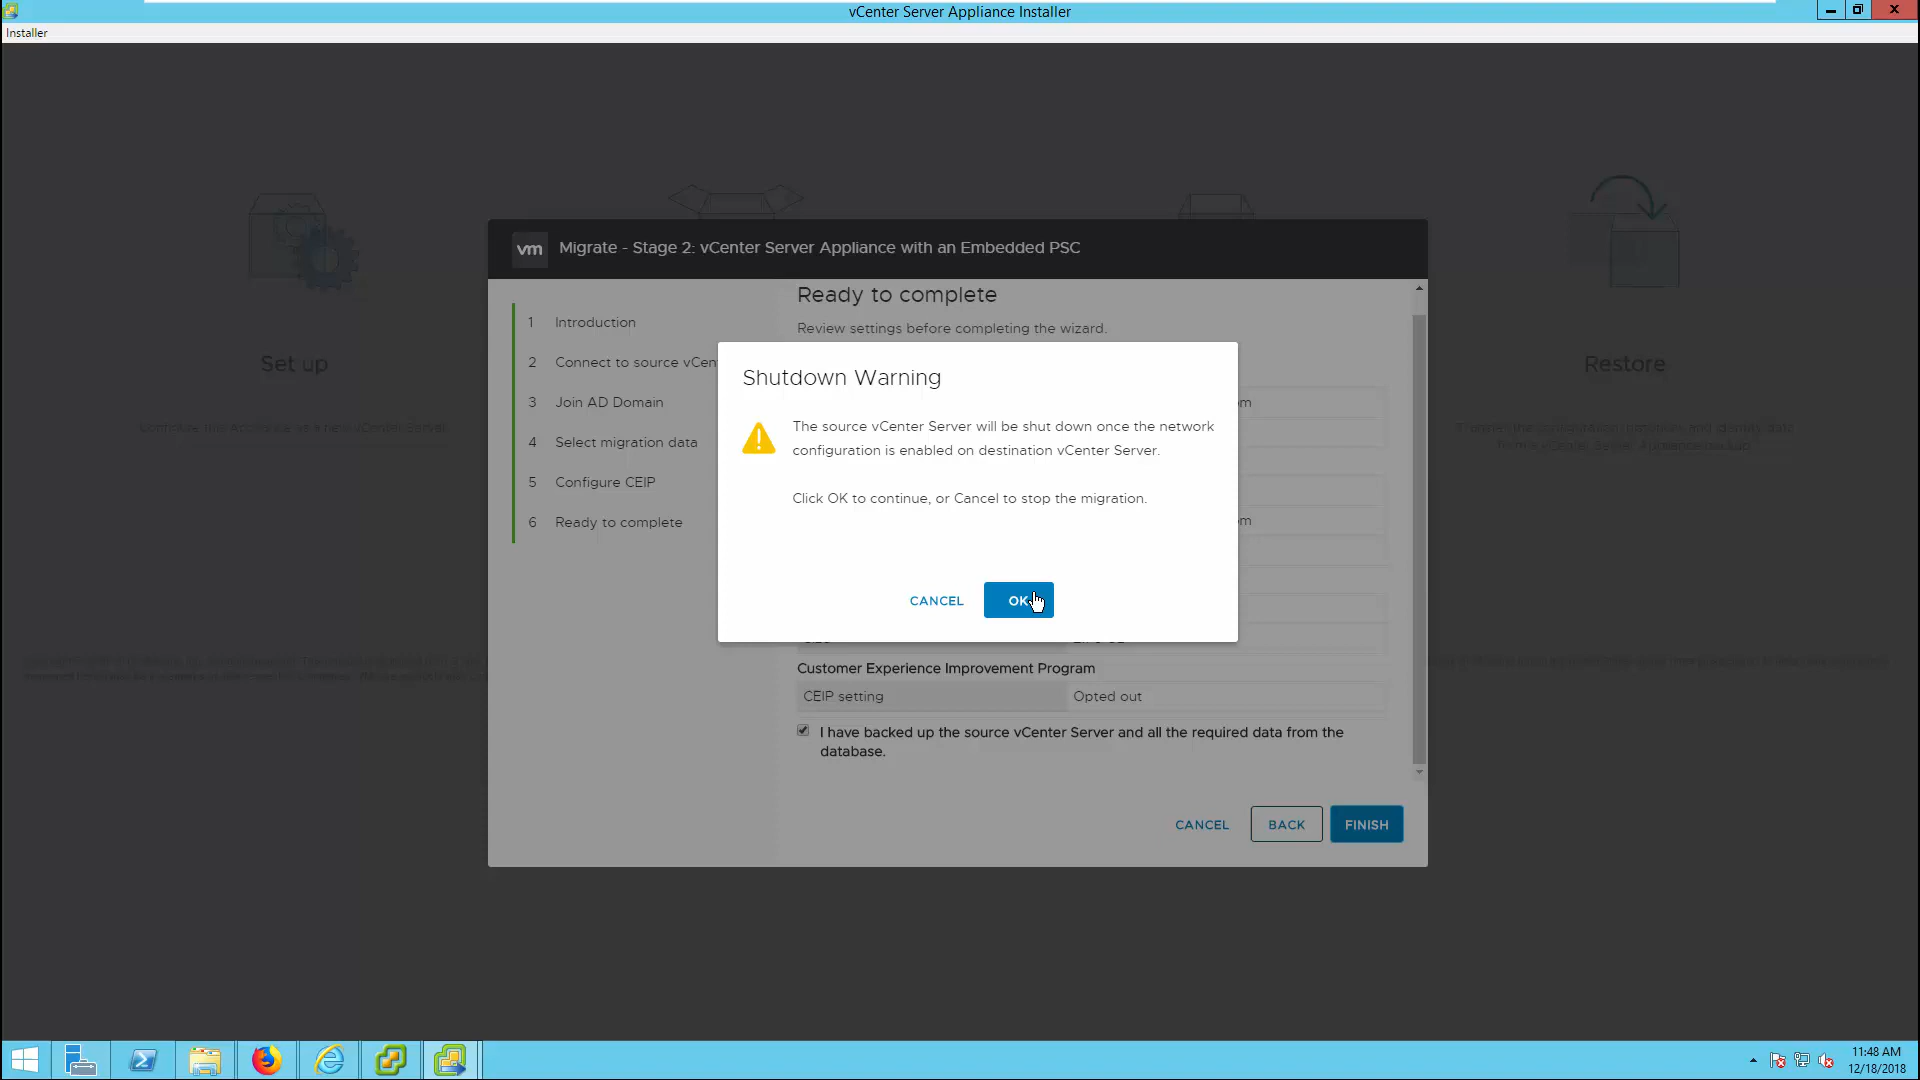 vCenter Server Appliance Installer
Installer
vm Migrate - Stage 2: vCenter Server Appliance with an Embedded PSC
1 Introduction
2 Connect to source vCen
3 Join AD Domain
4 Select migration data
5 Configure CEIP
6 Ready to complete
Ready to complete
Review settings before completing the wizard.
Set up
Restore
Shutdown Warning
The source vCenter Server will be shut down once the network
configuration is enabled on destination vCenter Server.
Click OK to continue, or Cancel to stop the migration.
CANCEL OK
om
om
Customer Experience Improvement Program
CEIP setting Opted out
I have backed up the source vCenter Server and all the required data from the
database.
CANCEL BACK FINISH
11:48 AM
12/18/2018